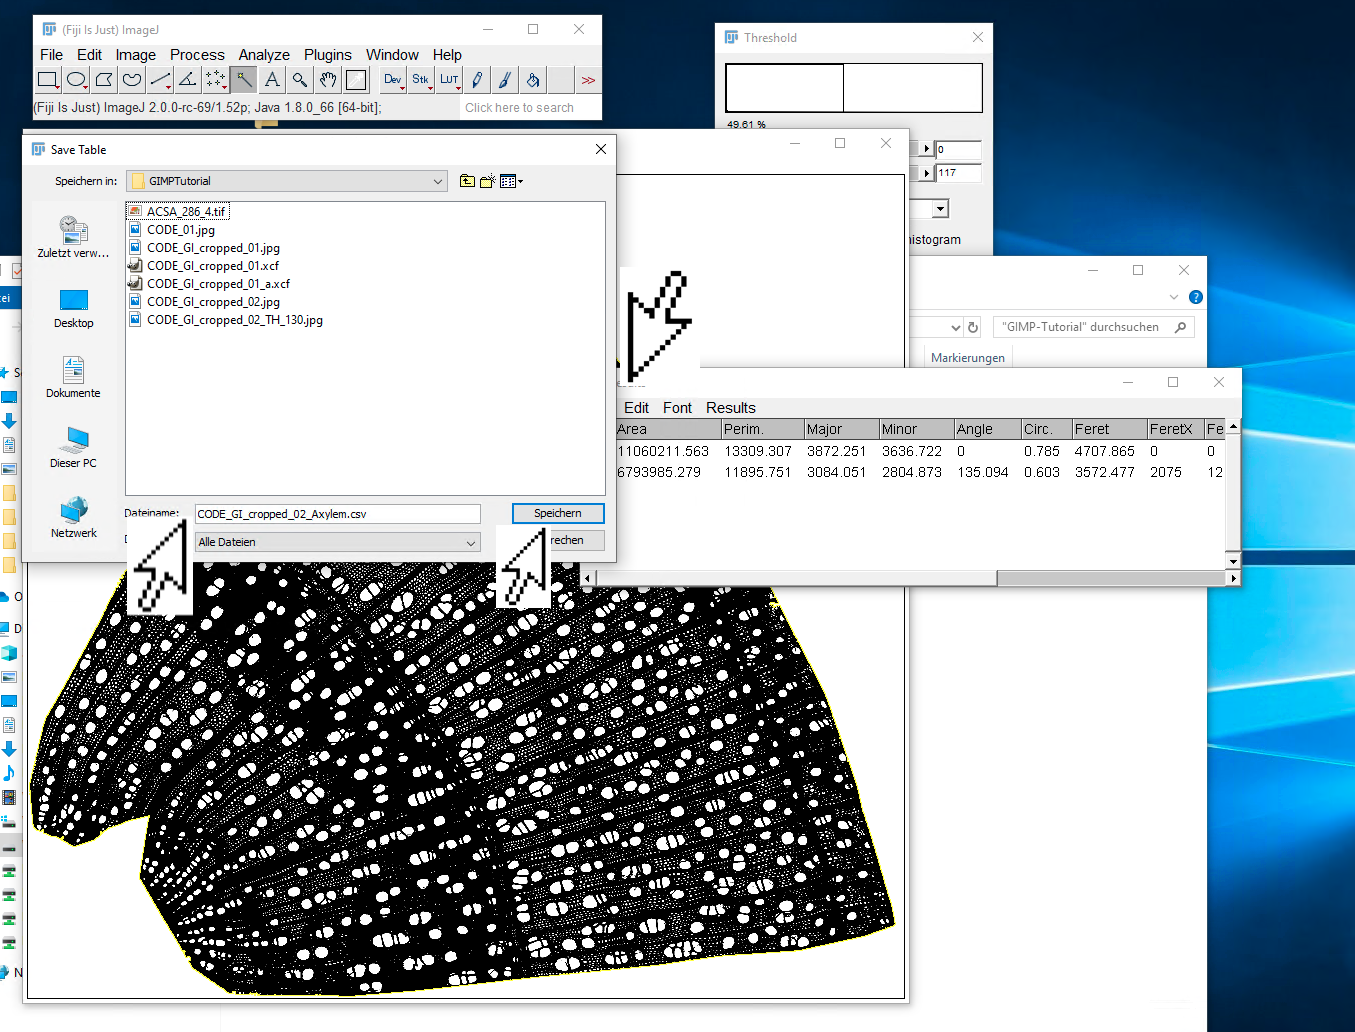 (Fiji Is Just) ImageJ
File Edit Image Process Analyze Plugins Window Help
Dev Stk LUT >>
(Fiji Is Just) ImageJ 2.0.0-rc-69/1.52p; Java 1.8.0_66 [64-bit];
Click here to search
Threshold
49.61 %
0
117
histogram
Save Table
Speichern in:
GIMPTutorial
ACSA_286_4.tif
CODE_01.jpg
CODE_GI_cropped_01.jpg
CODE_GI_cropped_01.xcf
CODE_GI_cropped_01_a.xcf
CODE_GI_cropped_02.jpg
CODE_GI_cropped_02_TH_130.jpg
Zuletzt verw...
Desktop
Dokumente
Dieser PC
Netzwerk
Dateiname:
CODE_GI_cropped_02_Axylem.csv
Speichern
Alle Dateien
rechen
"GIMP-Tutorial" durchsuchen
Markierungen
Edit Font Results
Area Perim. Major Minor Angle Circ. Feret FeretX Fe
11060211.563 13309.307 3872.251 3636.722 0 0.785 4707.865 0 0
6793985.279 11895.751 3084.051 2804.873 135.094 0.603 3572.477 2075 12